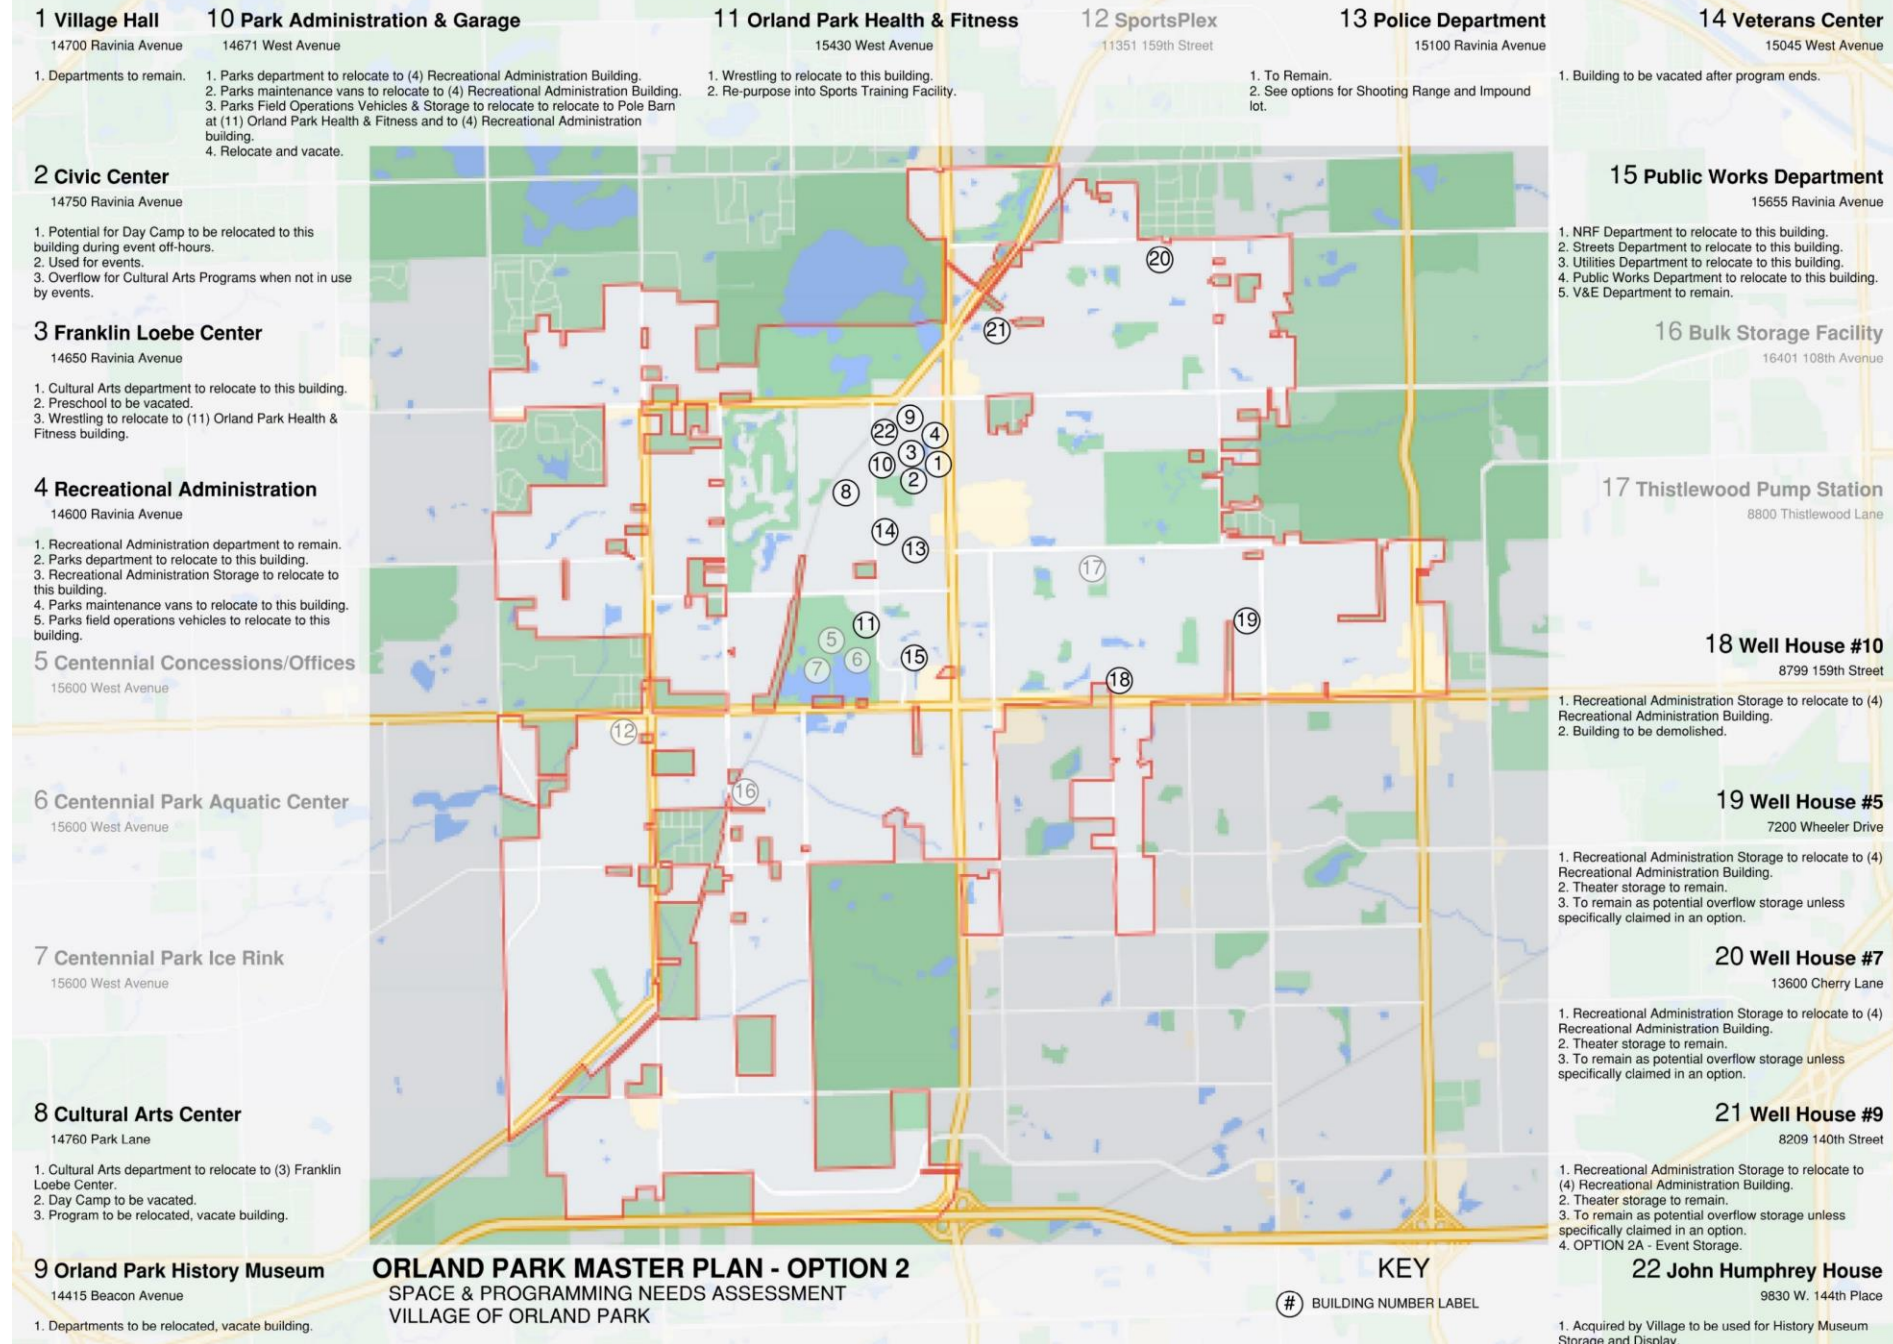 1 Village Hall
14700 Ravinia Avenue
1. Departments to remain.
10 Park Administration & Garage
14671 West Avenue
1. Parks department to relocate to (4) Recreational Administration Building.
2. Parks maintenance vans to relocate to (4) Recreational Administration Building.
3. Parks Field Operations Vehicles & Storage to relocate to relocate to Pole Barn
at (11) Orland Park Health & Fitness and to (4) Recreational Administration
building.
4. Relocate and vacate.
11 Orland Park Health & Fitness
15430 West Avenue
1. Wrestling to relocate to this building.
2. Re-purpose into Sports Training Facility.
12 SportsPlex
11351 159th Street
13 Police Department
15100 Ravinia Avenue
1. To Remain.
2. See options for Shooting Range and Impound
lot.
14 Veterans Center
15045 West Avenue
1. Building to be vacated after program ends.
2 Civic Center
14750 Ravinia Avenue
1. Potential for Day Camp to be relocated to this
building during event off-hours.
2. Used for events.
3. Overflow for Cultural Arts Programs when not in use
by events.
3 Franklin Loebe Center
14650 Ravinia Avenue
1. Cultural Arts department to relocate to this building.
2. Preschool to be vacated.
3. Wrestling to relocate to (11) Orland Park Health &
Fitness building.
4 Recreational Administration
14600 Ravinia Avenue
1. Recreational Administration department to remain.
2. Parks department to relocate to this building.
3. Recreational Administration Storage to relocate to
this building.
4. Parks maintenance vans to relocate to this building.
5. Parks field operations vehicles to relocate to this
building.
5 Centennial Concessions/Offices
15600 West Avenue
6 Centennial Park Aquatic Center
15600 West Avenue
7 Centennial Park Ice Rink
15600 West Avenue
8 Cultural Arts Center
14760 Park Lane
1. Cultural Arts department to relocate to (3) Franklin
Loebe Center.
2. Day Camp to be vacated.
3. Program to be relocated, vacate building.
9 Orland Park History Museum
14415 Beacon Avenue
1. Departments to be relocated, vacate building.
20
21
9
22
4
3
10
1
2
8
14
13
17
11
19
5
6
15
7
18
12
16
15 Public Works Department
15655 Ravinia Avenue
1. NRF Department to relocate to this building.
2. Streets Department to relocate to this building.
3. Utilities Department to relocate to this building.
4. Public Works Department to relocate to this building.
5. V&E Department to remain.
16 Bulk Storage Facility
16401 108th Avenue
17 Thistlewood Pump Station
8800 Thistlewood Lane
18 Well House #10
8799 159th Street
1. Recreational Administration Storage to relocate to (4)
Recreational Administration Building.
2. Building to be demolished.
19 Well House #5
7200 Wheeler Drive
1. Recreational Administration Storage to relocate to (4)
Recreational Administration Building.
2. Theater storage to remain.
3. To remain as potential overflow storage unless
specifically claimed in an option.
20 Well House #7
13600 Cherry Lane
1. Recreational Administration Storage to relocate to (4)
Recreational Administration Building.
2. Theater storage to remain.
3. To remain as potential overflow storage unless
specifically claimed in an option.
21 Well House #9
8209 140th Street
1. Recreational Administration Storage to relocate to
(4) Recreational Administration Building.
2. Theater storage to remain.
3. To remain as potential overflow storage unless
specifically claimed in an option.
4. OPTION 2A - Event Storage.
22 John Humphrey House
9830 W. 144th Place
1. Acquired by Village to be used for History Museum
Storage and Display.
ORLAND PARK MASTER PLAN - OPTION 2
SPACE & PROGRAMMING NEEDS ASSESSMENT
VILLAGE OF ORLAND PARK
KEY
# BUILDING NUMBER LABEL